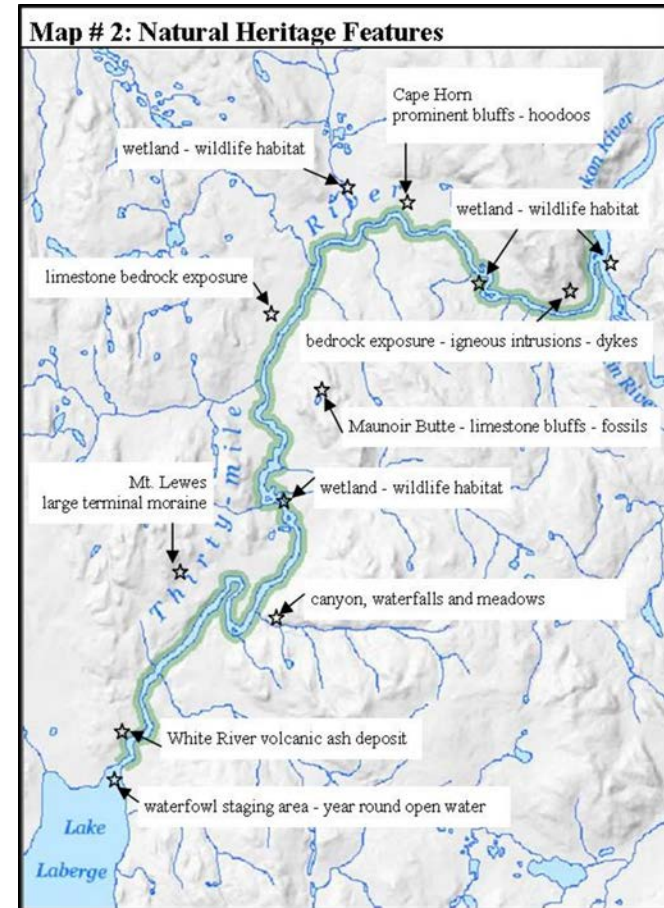 Map # 2: Natural Heritage Features
Cape Horn
prominent bluffs - hoodoos
wetland - wildlife habitat
River
kon River
wetland - wildlife habitat
limestone bedrock exposure
bedrock exposure - igneous intrusions - dykes
in River
Maunoir Butte - limestone bluffs - fossils
Mt. Lewes
large terminal moraine
wetland - wildlife habitat
Thirty-mile
canyon, waterfalls and meadows
White River volcanic ash deposit
waterfowl staging area - year round open water
Lake
Laberge